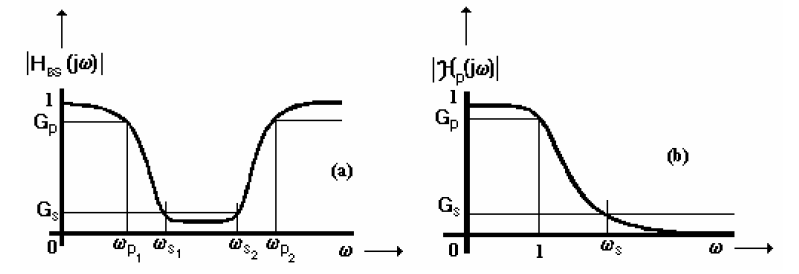 |H_BS(jω)|
1
G_p
G_s
0
ω_p₁ ω_s₁ ω_s₂ ω_p₂ ω
(a)
|ℋ_p(jω)|
1
G_p
G_s
0
1 ω_s ω
(b)